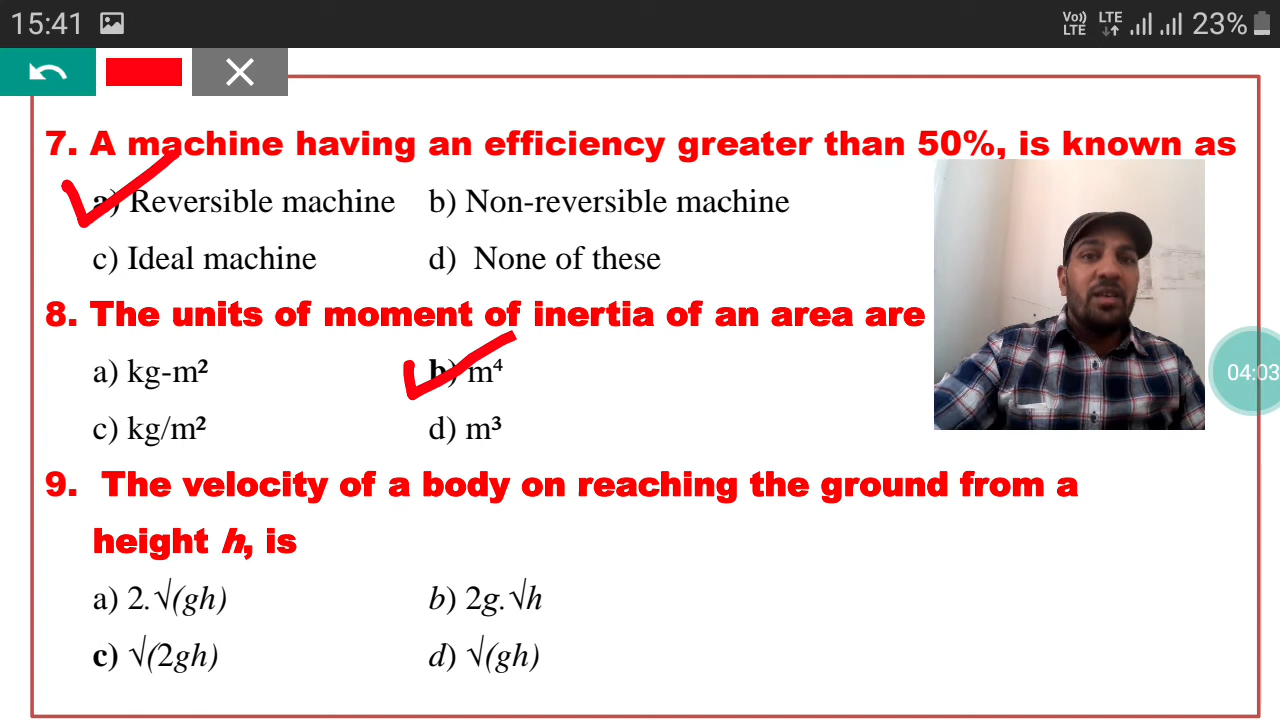 15:41 Vo)) LTE LTE 23%
7. A machine having an efficiency greater than 50%, is known as
a) Reversible machine b) Non-reversible machine
c) Ideal machine d) None of these
8. The units of moment of inertia of an area are
a) kg-m² b) m⁴
04:03
c) kg/m² d) m³
9. The velocity of a body on reaching the ground from a
height h, is
a) 2.√(gh) b) 2g.√h
c) √(2gh) d) √(gh)